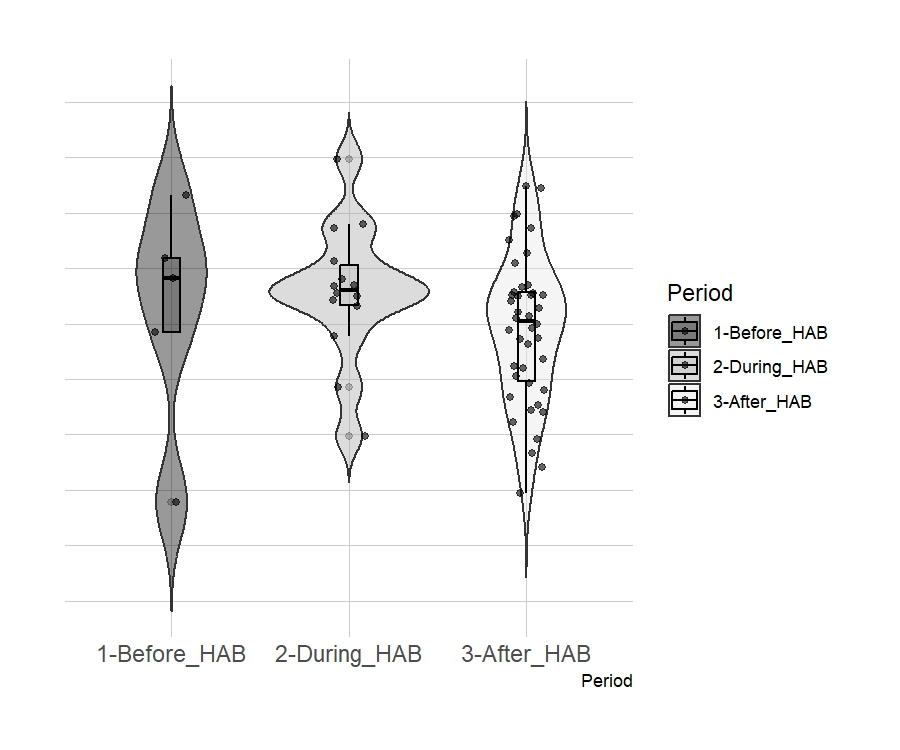 Period
1-Before_HAB
2-During_HAB
3-After_HAB
1-Before_HAB 2-During_HAB 3-After_HAB
Period